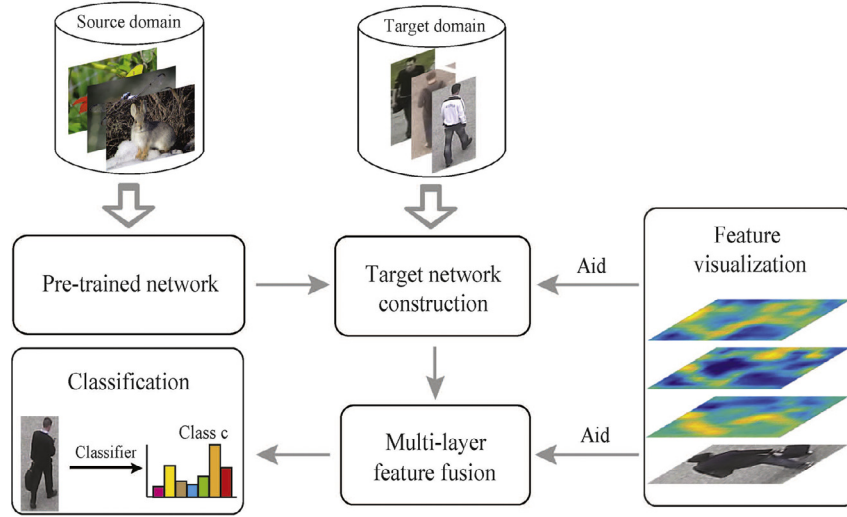 Source domain
Target domain
Pre-trained network
Target network
construction
Aid
Feature
visualization
Classification
Classifier
Class c
Multi-layer
feature fusion
Aid